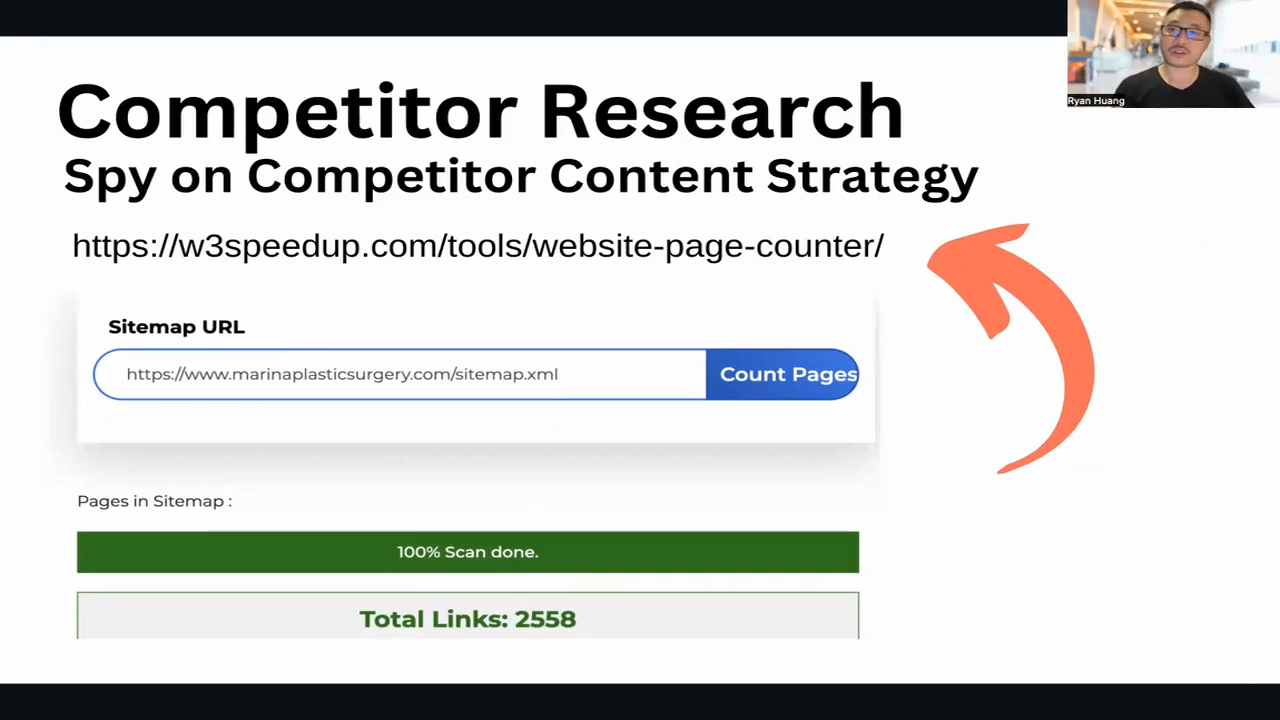 Competitor Research
Spy on Competitor Content Strategy
https://w3speedup.com/tools/website-page-counter/
Sitemap URL
https://www.marinaplasticsurgery.com/sitemap.xml
Count Pages
Pages in Sitemap :
100% Scan done.
Total Links: 2558
Ryan Huang